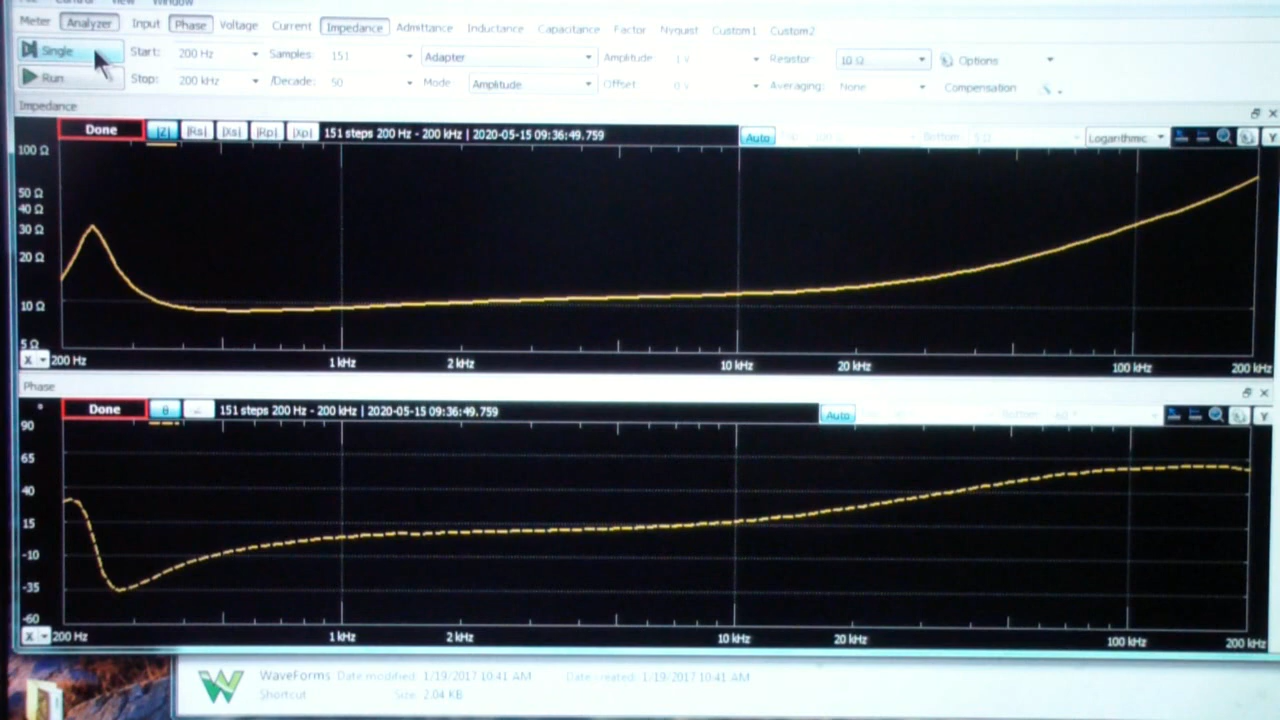 Control View Window
Meter Analyzer Input Phase Voltage Current Impedance Admittance Inductance Capacitance Factor Nyquist Custom1 Custom2
Single Start: 200 Hz Samples: 151 Adapter Amplitude: 1 V Resistor 10 Ω Options
Run Stop: 200 kHz /Decade: 50 Mode Amplitude Offset: 0 V Averaging: None Compensation
Impedance
Done |Z| |Rs| |Xs| |Rp| |Xp| 151 steps 200 Hz - 200 kHz | 2020-05-15 09:36:49.759 Auto Bottom: 5 Ω Logarithmic Y
100 Ω
50 Ω
40 Ω
30 Ω
20 Ω
10 Ω
5 Ω
X 200 Hz 1 kHz 2 kHz 10 kHz 20 kHz 100 kHz 200 kHz
Phase
° Done θ ∠ 151 steps 200 Hz - 200 kHz | 2020-05-15 09:36:49.759 Auto Bottom: -60 ° Y
90
65
40
15
-10
-35
-60
X 200 Hz 1 kHz 2 kHz 10 kHz 20 kHz 100 kHz 200 kHz
WaveForms Date modified: 1/19/2017 10:41 AM Date created: 1/19/2017 10:41 AM
Shortcut Size: 2.04 KB